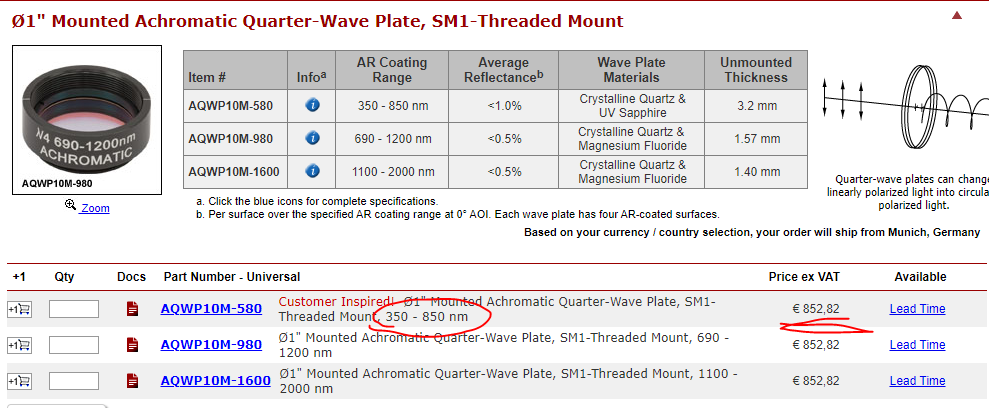 Ø1" Mounted Achromatic Quarter-Wave Plate, SM1-Threaded Mount
λ/4 690-1200nm
ACHROMATIC
AQWP10M-980
Zoom
Item # Infoᵃ AR Coating Range Average Reflectanceᵇ Wave Plate Materials Unmounted Thickness
AQWP10M-580 i 350 - 850 nm <1.0% Crystalline Quartz & UV Sapphire 3.2 mm
AQWP10M-980 i 690 - 1200 nm <0.5% Crystalline Quartz & Magnesium Fluoride 1.57 mm
AQWP10M-1600 i 1100 - 2000 nm <0.5% Crystalline Quartz & Magnesium Fluoride 1.40 mm
a. Click the blue icons for complete specifications.
b. Per surface over the specified AR coating range at 0° AOI. Each wave plate has four AR-coated surfaces.
Quarter-wave plates can change
linearly polarized light into circula
polarized light.
Based on your currency / country selection, your order will ship from Munich, Germany
+1 Qty Docs Part Number - Universal Price ex VAT Available
+1 AQWP10M-580 Customer Inspired! Ø1" Mounted Achromatic Quarter-Wave Plate, SM1- € 852,82 Lead Time
Threaded Mount, 350 - 850 nm
+1 AQWP10M-980 Ø1" Mounted Achromatic Quarter-Wave Plate, SM1-Threaded Mount, 690 - € 852,82 Lead Time
1200 nm
+1 AQWP10M-1600 Ø1" Mounted Achromatic Quarter-Wave Plate, SM1-Threaded Mount, 1100 - € 852,82 Lead Time
2000 nm